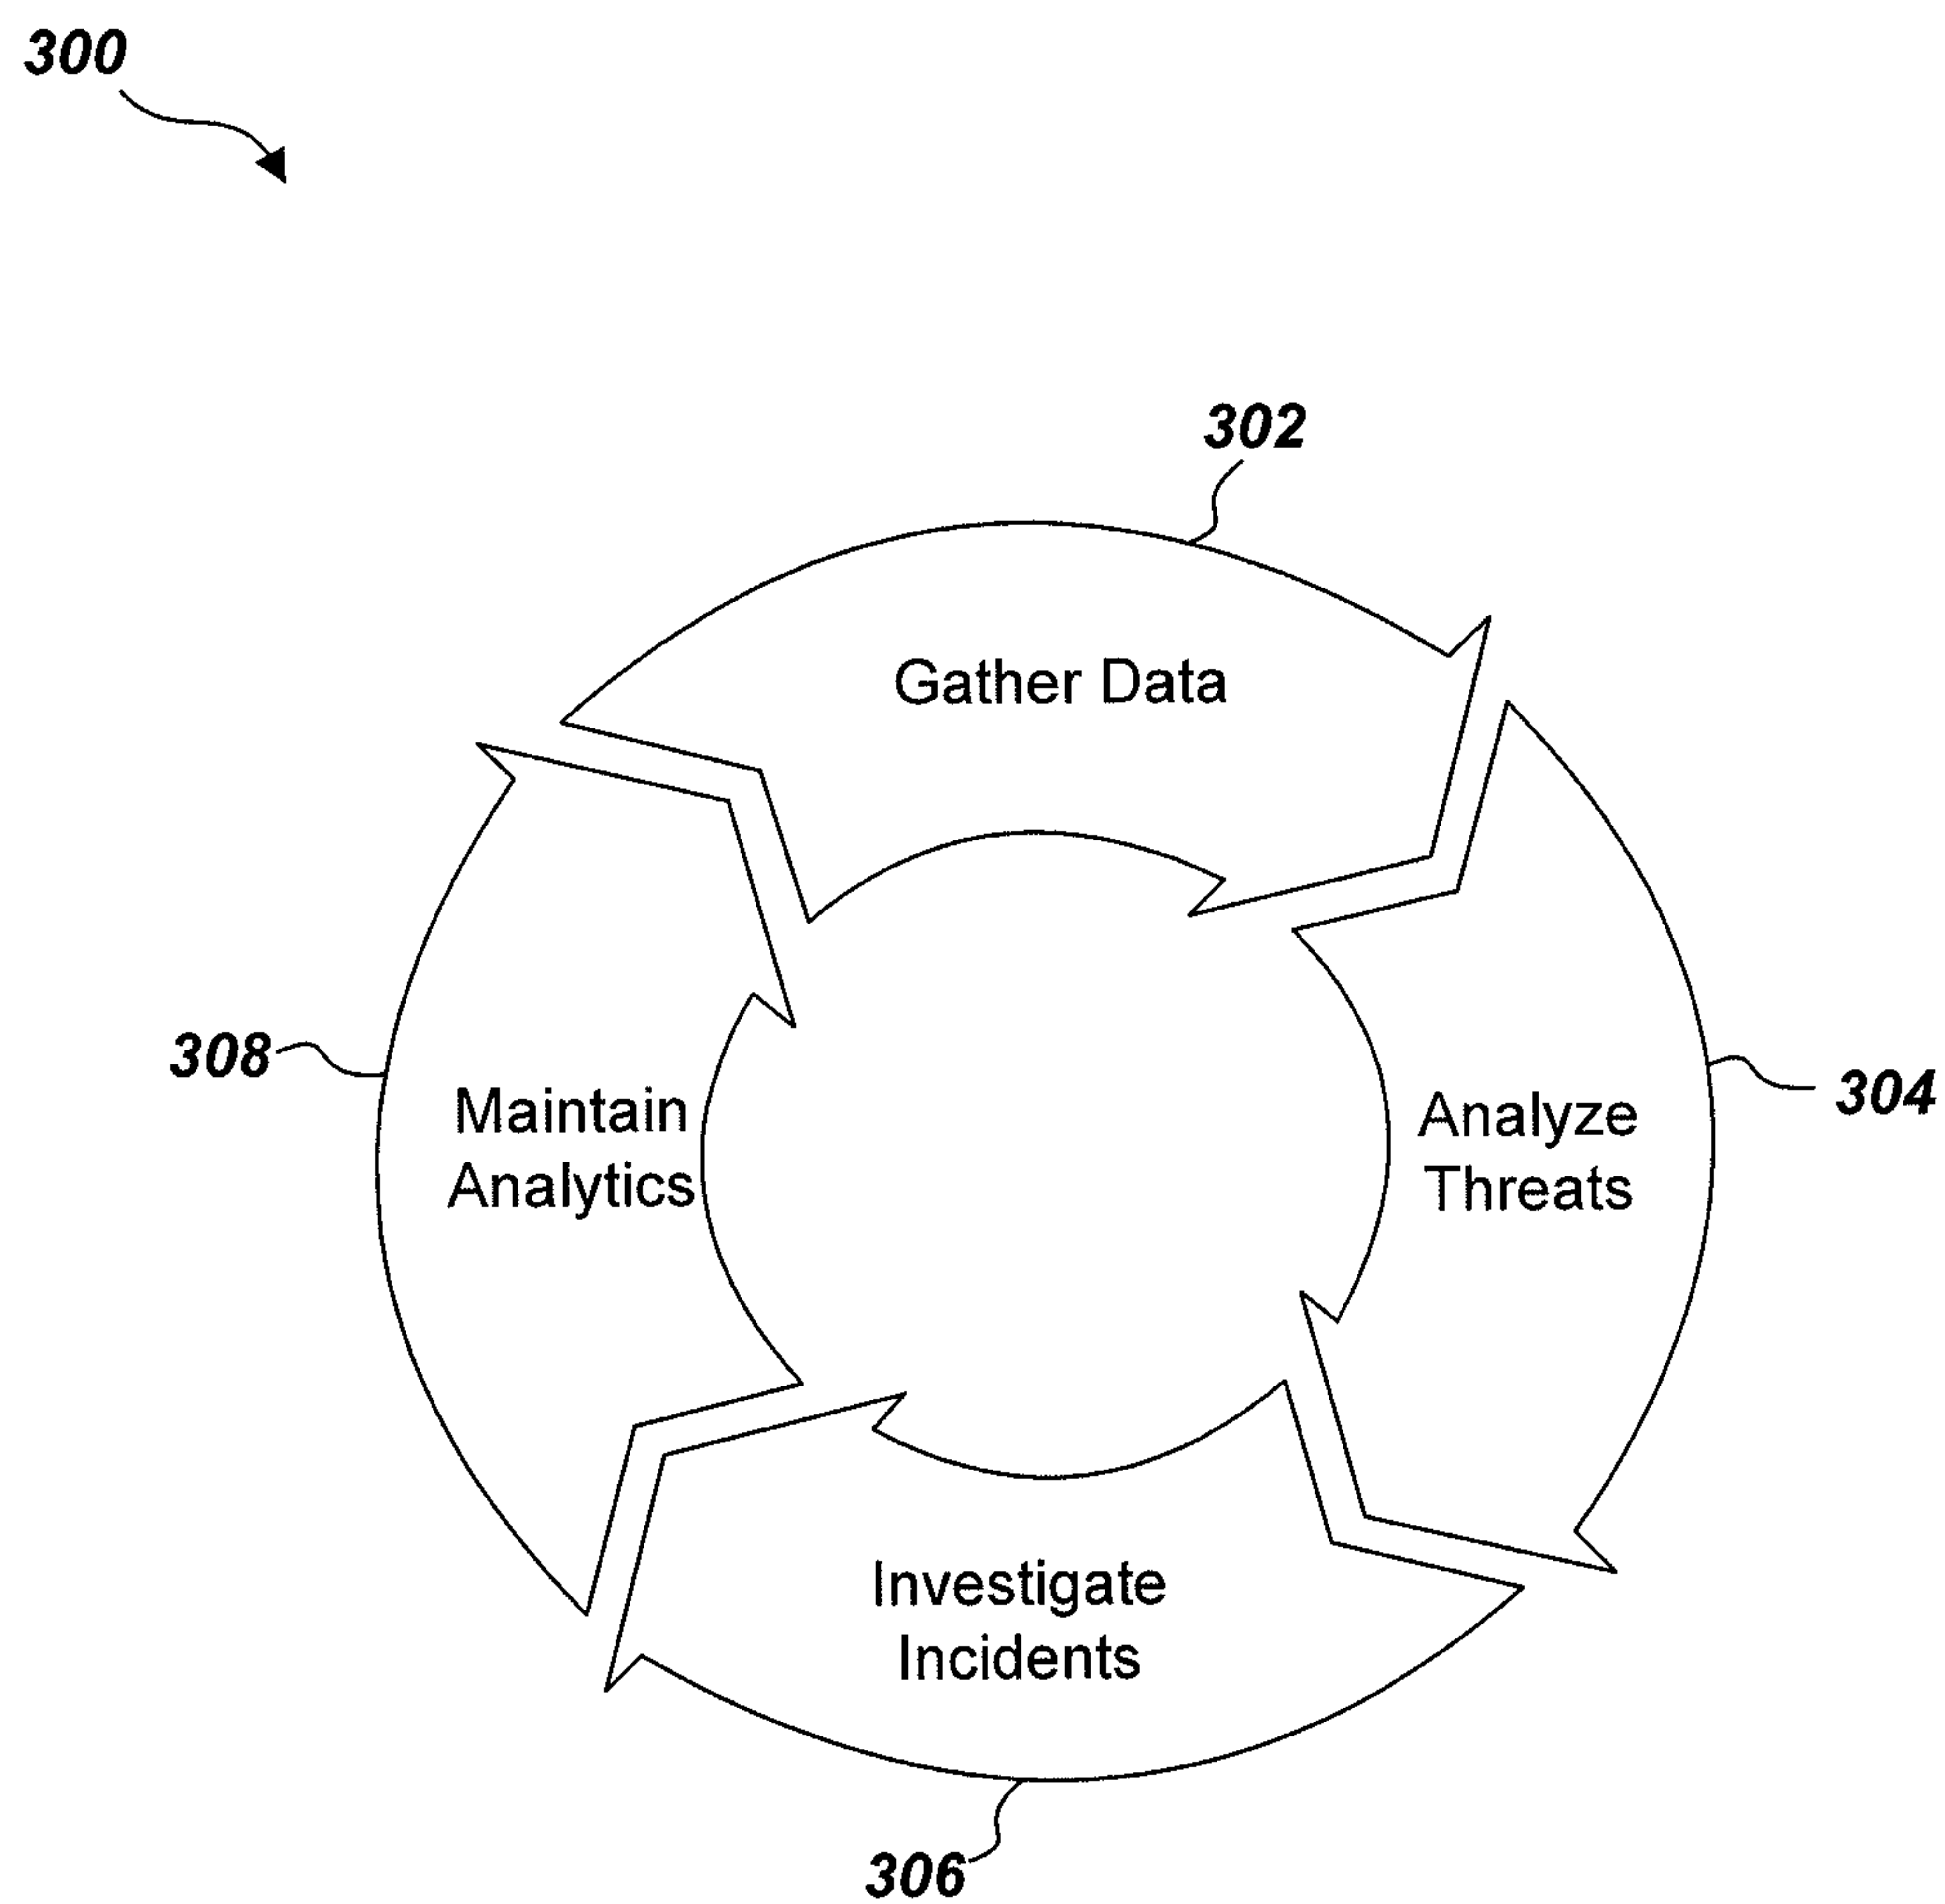 300
302
Gather Data
308
Maintain
Analytics
304
Analyze
Threats
Investigate
Incidents
306